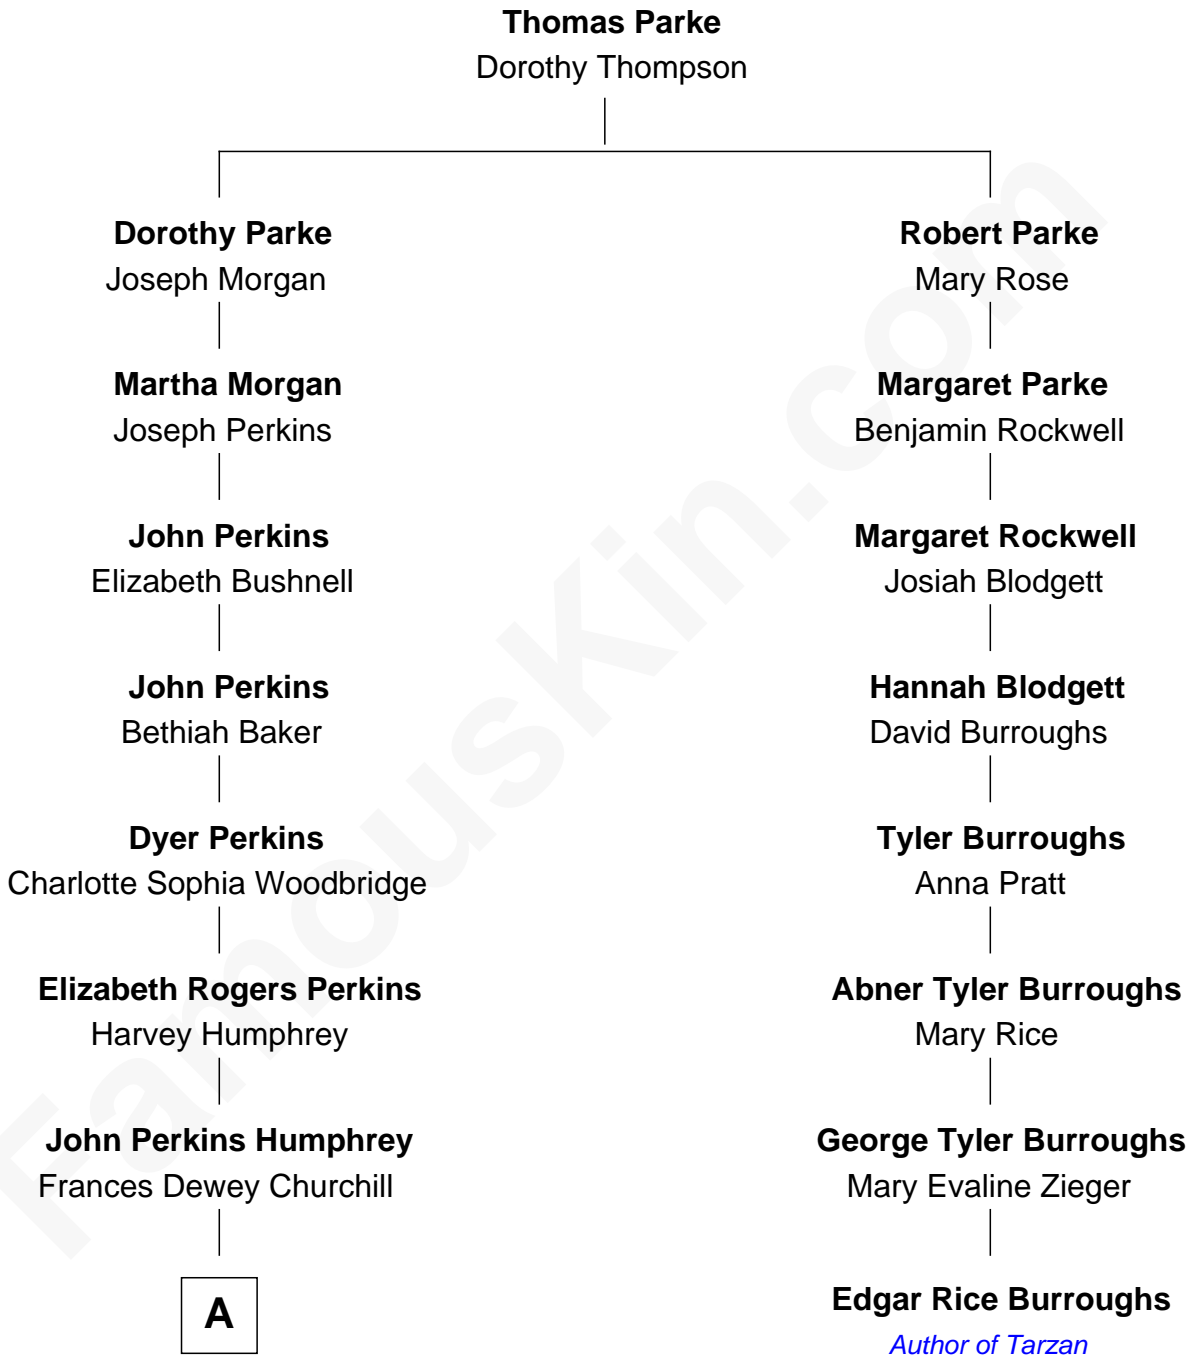 Thomas Parke
Dorothy Thompson
Dorothy Parke
Joseph Morgan
Martha Morgan
Joseph Perkins
John Perkins
Elizabeth Bushnell
John Perkins
Bethiah Baker
Dyer Perkins
Charlotte Sophia Woodbridge
Elizabeth Rogers Perkins
Harvey Humphrey
John Perkins Humphrey
Frances Dewey Churchill
A
Robert Parke
Mary Rose
Margaret Parke
Benjamin Rockwell
Margaret Rockwell
Josiah Blodgett
Hannah Blodgett
David Burroughs
Tyler Burroughs
Anna Pratt
Abner Tyler Burroughs
Mary Rice
George Tyler Burroughs
Mary Evaline Zieger
Edgar Rice Burroughs
Author of Tarzan
FamousKin.com